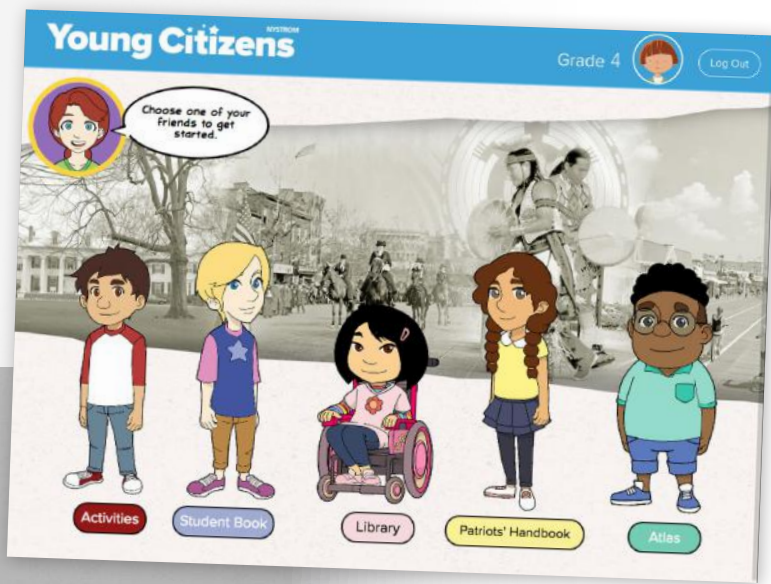 NYSTROM
Young Citizens
Grade 4
Log Out
Choose one of your
friends to get
started.
Activities
Student Book
Library
Patriots' Handbook
Atlas